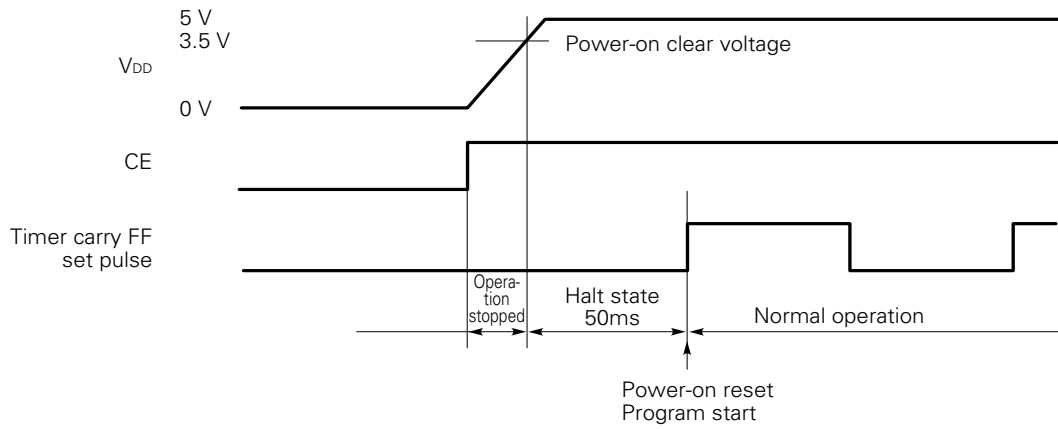 5 V
3.5 V
Power-on clear voltage
VDD
0 V
CE
Timer carry FF
set pulse
Opera-
tion
stopped
Halt state
50ms
Normal operation
Power-on reset
Program start